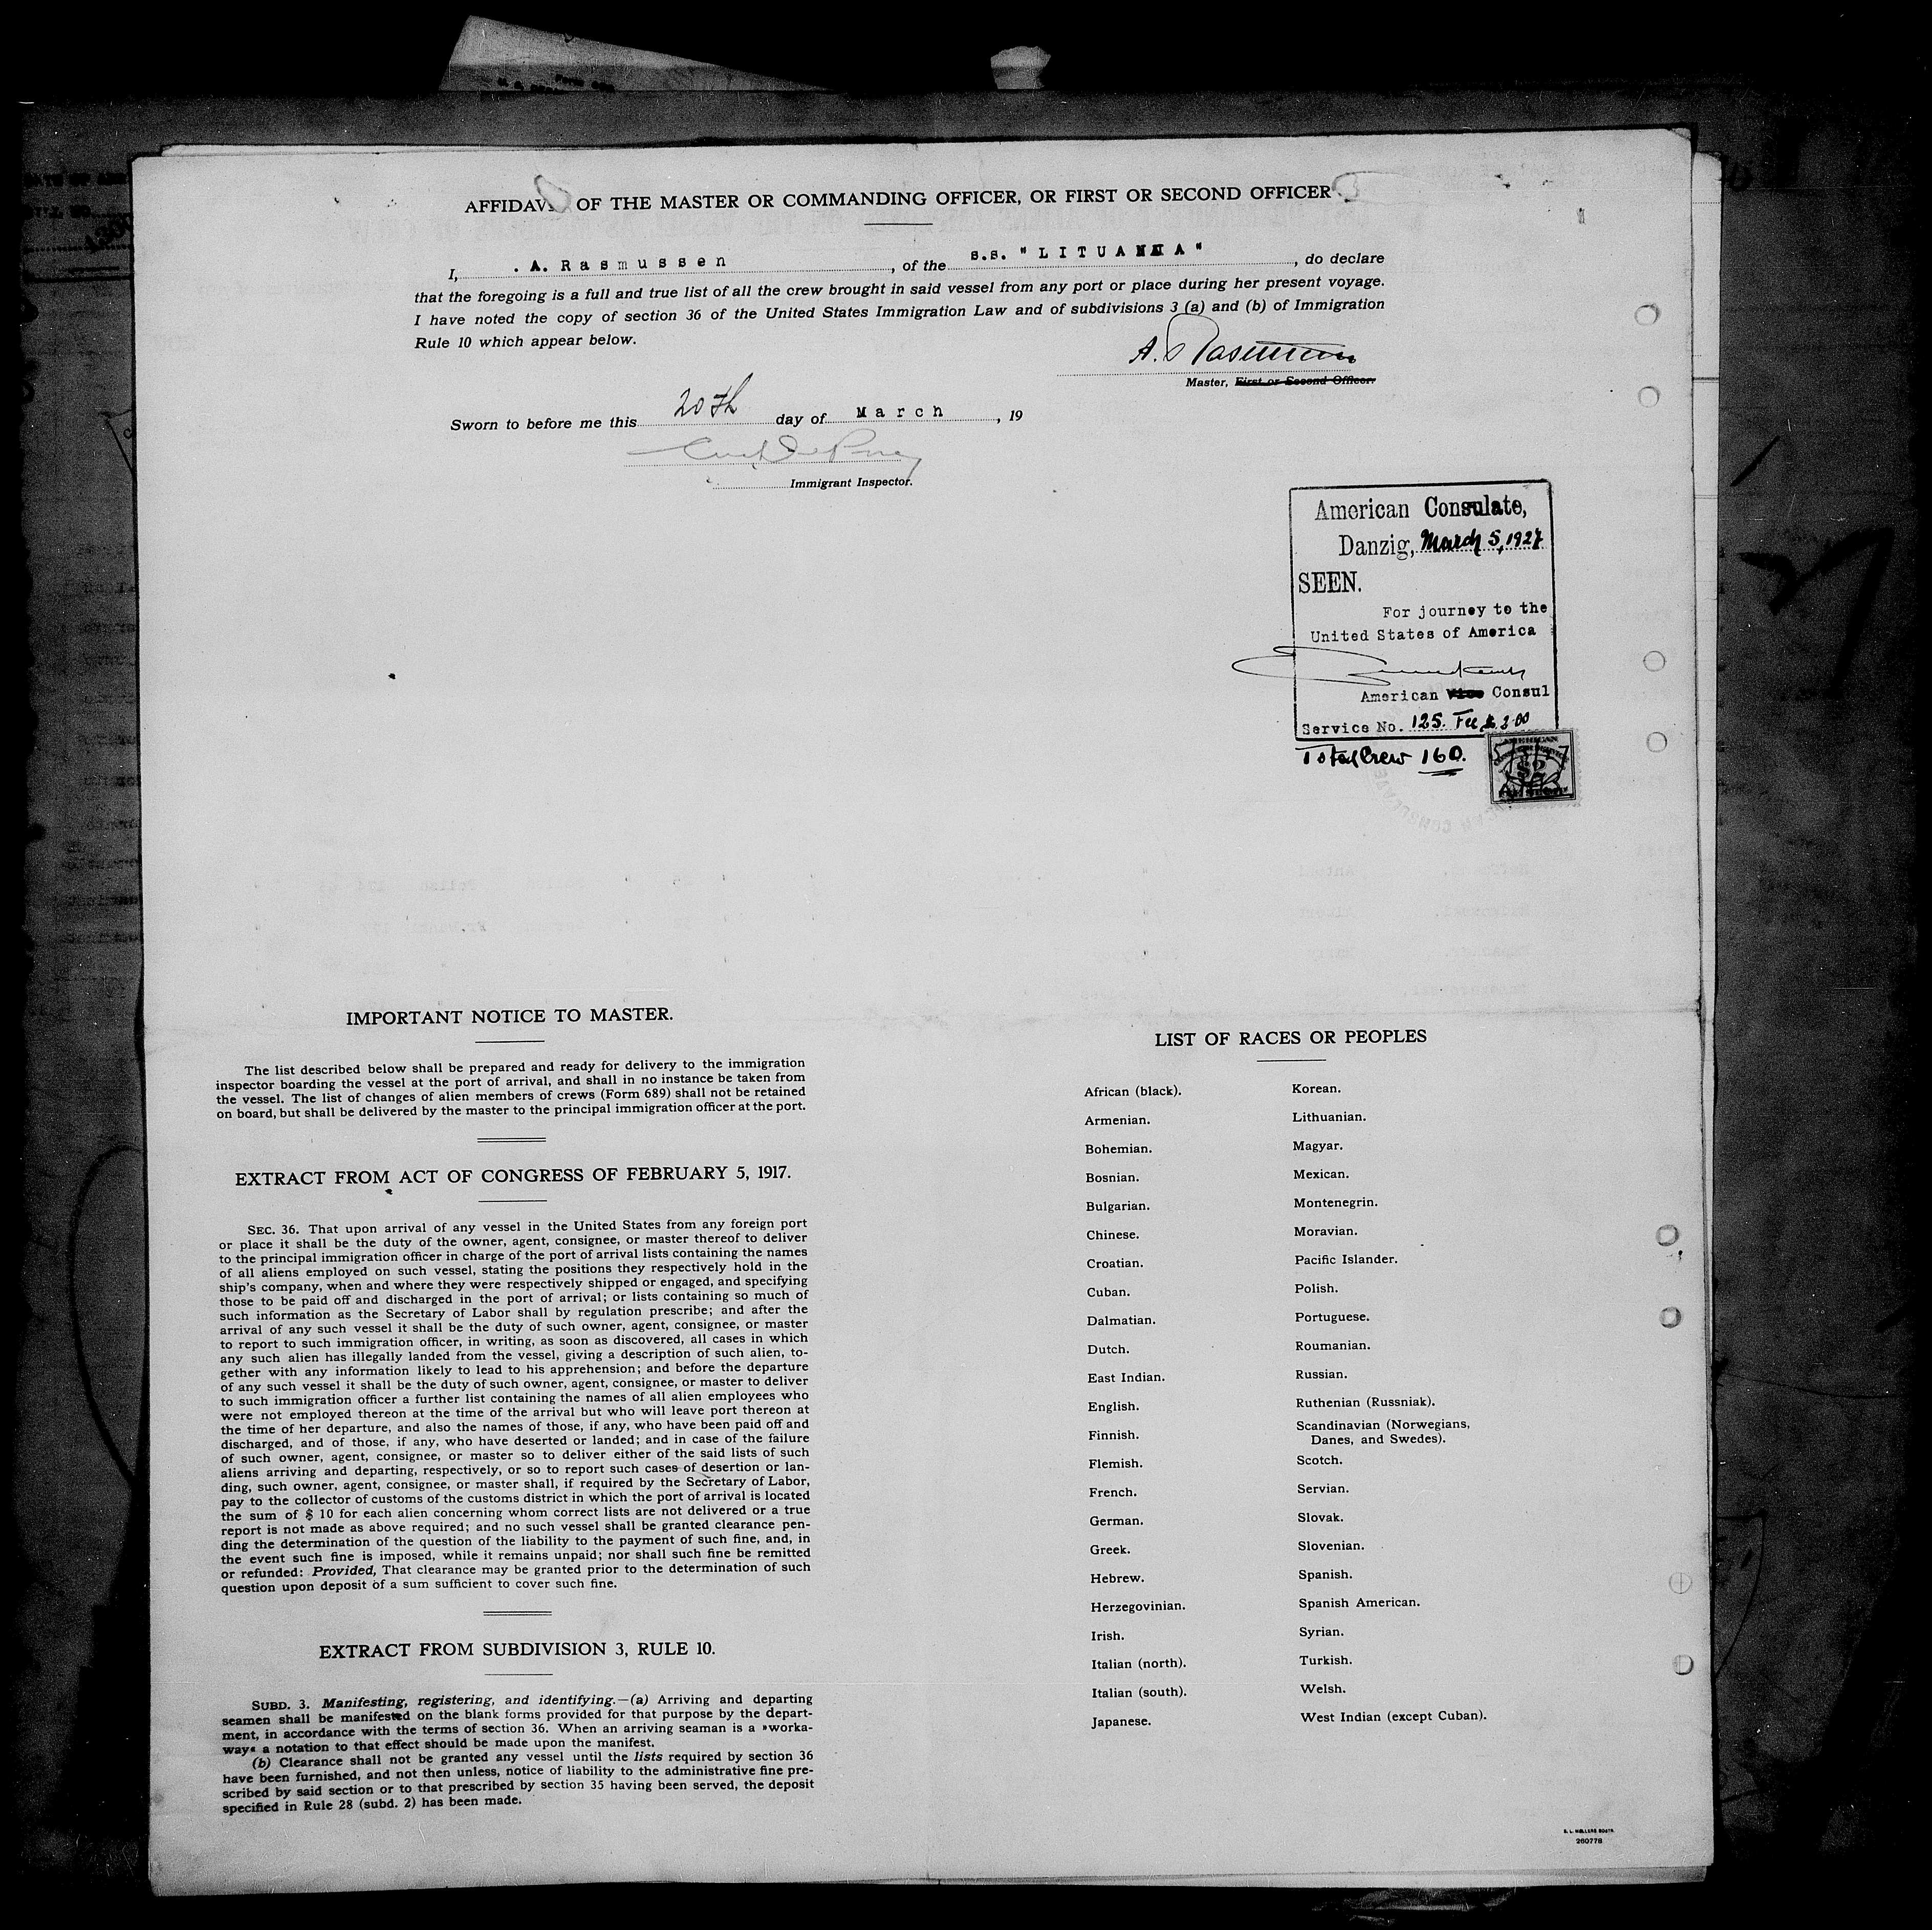 AFFIDAVIT OF THE MASTER OR COMMANDING OFFICER, OR FIRST OR SECOND OFFICER
I, A. Rasmussen, of the s.s. "LITUANIA", do declare
that the foregoing is a full and true list of all the crew brought in said vessel from any port or place during her present voyage.
I have noted the copy of section 36 of the United States Immigration Law and of subdivisions 3 (a) and (b) of Immigration
Rule 10 which appear below.
A. Rasmussen
Master, First or Second Officer.
Sworn to before me this 20th day of March, 19
Immigrant Inspector.
American Consulate,
Danzig, March 5, 1927
SEEN.
For journey to the
United States of America
American Vice Consul
Service No. 125. Fee $ 2.00
Total Crew 160.
IMPORTANT NOTICE TO MASTER.
The list described below shall be prepared and ready for delivery to the immigration
inspector boarding the vessel at the port of arrival, and shall in no instance be taken from
the vessel. The list of changes of alien members of crews (Form 689) shall not be retained
on board, but shall be delivered by the master to the principal immigration officer at the port.
EXTRACT FROM ACT OF CONGRESS OF FEBRUARY 5, 1917.
SEC. 36. That upon arrival of any vessel in the United States from any foreign port
or place it shall be the duty of the owner, agent, consignee, or master thereof to deliver
to the principal immigration officer in charge of the port of arrival lists containing the names
of all aliens employed on such vessel, stating the positions they respectively hold in the
ship's company, when and where they were respectively shipped or engaged, and specifying
those to be paid off and discharged in the port of arrival; or lists containing so much of
such information as the Secretary of Labor shall by regulation prescribe; and after the
arrival of any such vessel it shall be the duty of such owner, agent, consignee, or master
to report to such immigration officer, in writing, as soon as discovered, all cases in which
any such alien has illegally landed from the vessel, giving a description of such alien, to-
gether with any information likely to lead to his apprehension; and before the departure
of any such vessel it shall be the duty of such owner, agent, consignee, or master to deliver
to such immigration officer a further list containing the names of all alien employees who
were not employed thereon at the time of the arrival but who will leave port thereon at
the time of her departure, and also the names of those, if any, who have been paid off and
discharged, and of those, if any, who have deserted or landed; and in case of the failure
of such owner, agent, consignee, or master so to deliver either of the said lists of such
aliens arriving and departing, respectively, or so to report such cases of desertion or lan-
ding, such owner, agent, consignee, or master shall, if required by the Secretary of Labor,
pay to the collector of customs of the customs district in which the port of arrival is located
the sum of $ 10 for each alien concerning whom correct lists are not delivered or a true
report is not made as above required; and no such vessel shall be granted clearance pen-
ding the determination of the question of the liability to the payment of such fine, and, in
the event such fine is imposed, while it remains unpaid; nor shall such fine be remitted
or refunded: Provided, That clearance may be granted prior to the determination of such
question upon deposit of a sum sufficient to cover such fine.
EXTRACT FROM SUBDIVISION 3, RULE 10.
SUBD. 3. Manifesting, registering, and identifying.—(a) Arriving and departing
seamen shall be manifested on the blank forms provided for that purpose by the depart-
ment, in accordance with the terms of section 36. When an arriving seaman is a »worka-
way« a notation to that effect should be made upon the manifest.
(b) Clearance shall not be granted any vessel until the lists required by section 36
have been furnished, and not then unless, notice of liability to the administrative fine pre-
scribed by said section or to that prescribed by section 35 having been served, the deposit
specified in Rule 28 (subd. 2) has been made.
LIST OF RACES OR PEOPLES
African (black).
Armenian.
Bohemian.
Bosnian.
Bulgarian.
Chinese.
Croatian.
Cuban.
Dalmatian.
Dutch.
East Indian.
English.
Finnish.
Flemish.
French.
German.
Greek.
Hebrew.
Herzegovinian.
Irish.
Italian (north).
Italian (south).
Japanese.
Korean.
Lithuanian.
Magyar.
Mexican.
Montenegrin.
Moravian.
Pacific Islander.
Polish.
Portuguese.
Roumanian.
Russian.
Ruthenian (Russniak).
Scandinavian (Norwegians,
Danes, and Swedes).
Scotch.
Servian.
Slovak.
Slovenian.
Spanish.
Spanish American.
Syrian.
Turkish.
Welsh.
West Indian (except Cuban).
260778